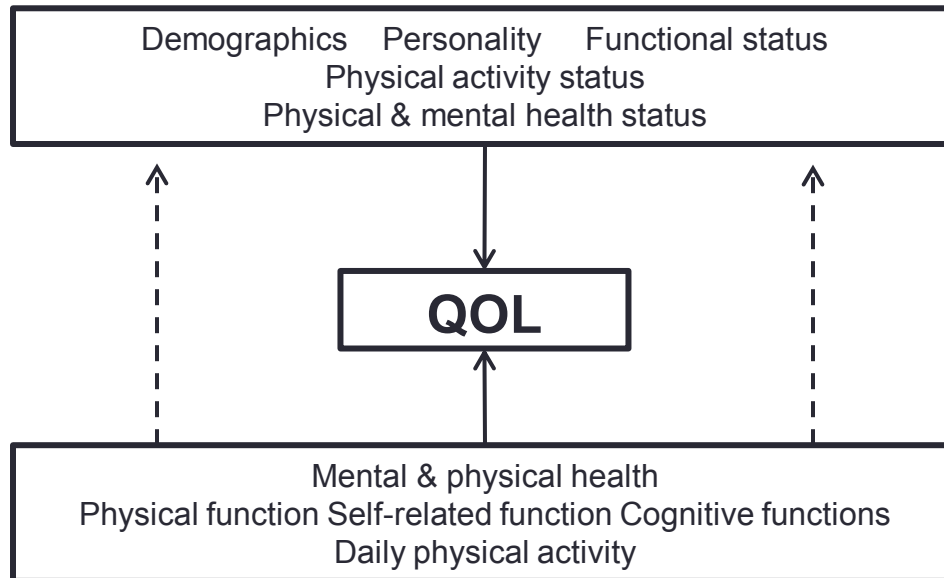 Demographics Personality Functional status
Physical activity status
Physical & mental health status
QOL
Mental & physical health
Physical function Self-related function Cognitive functions
Daily physical activity